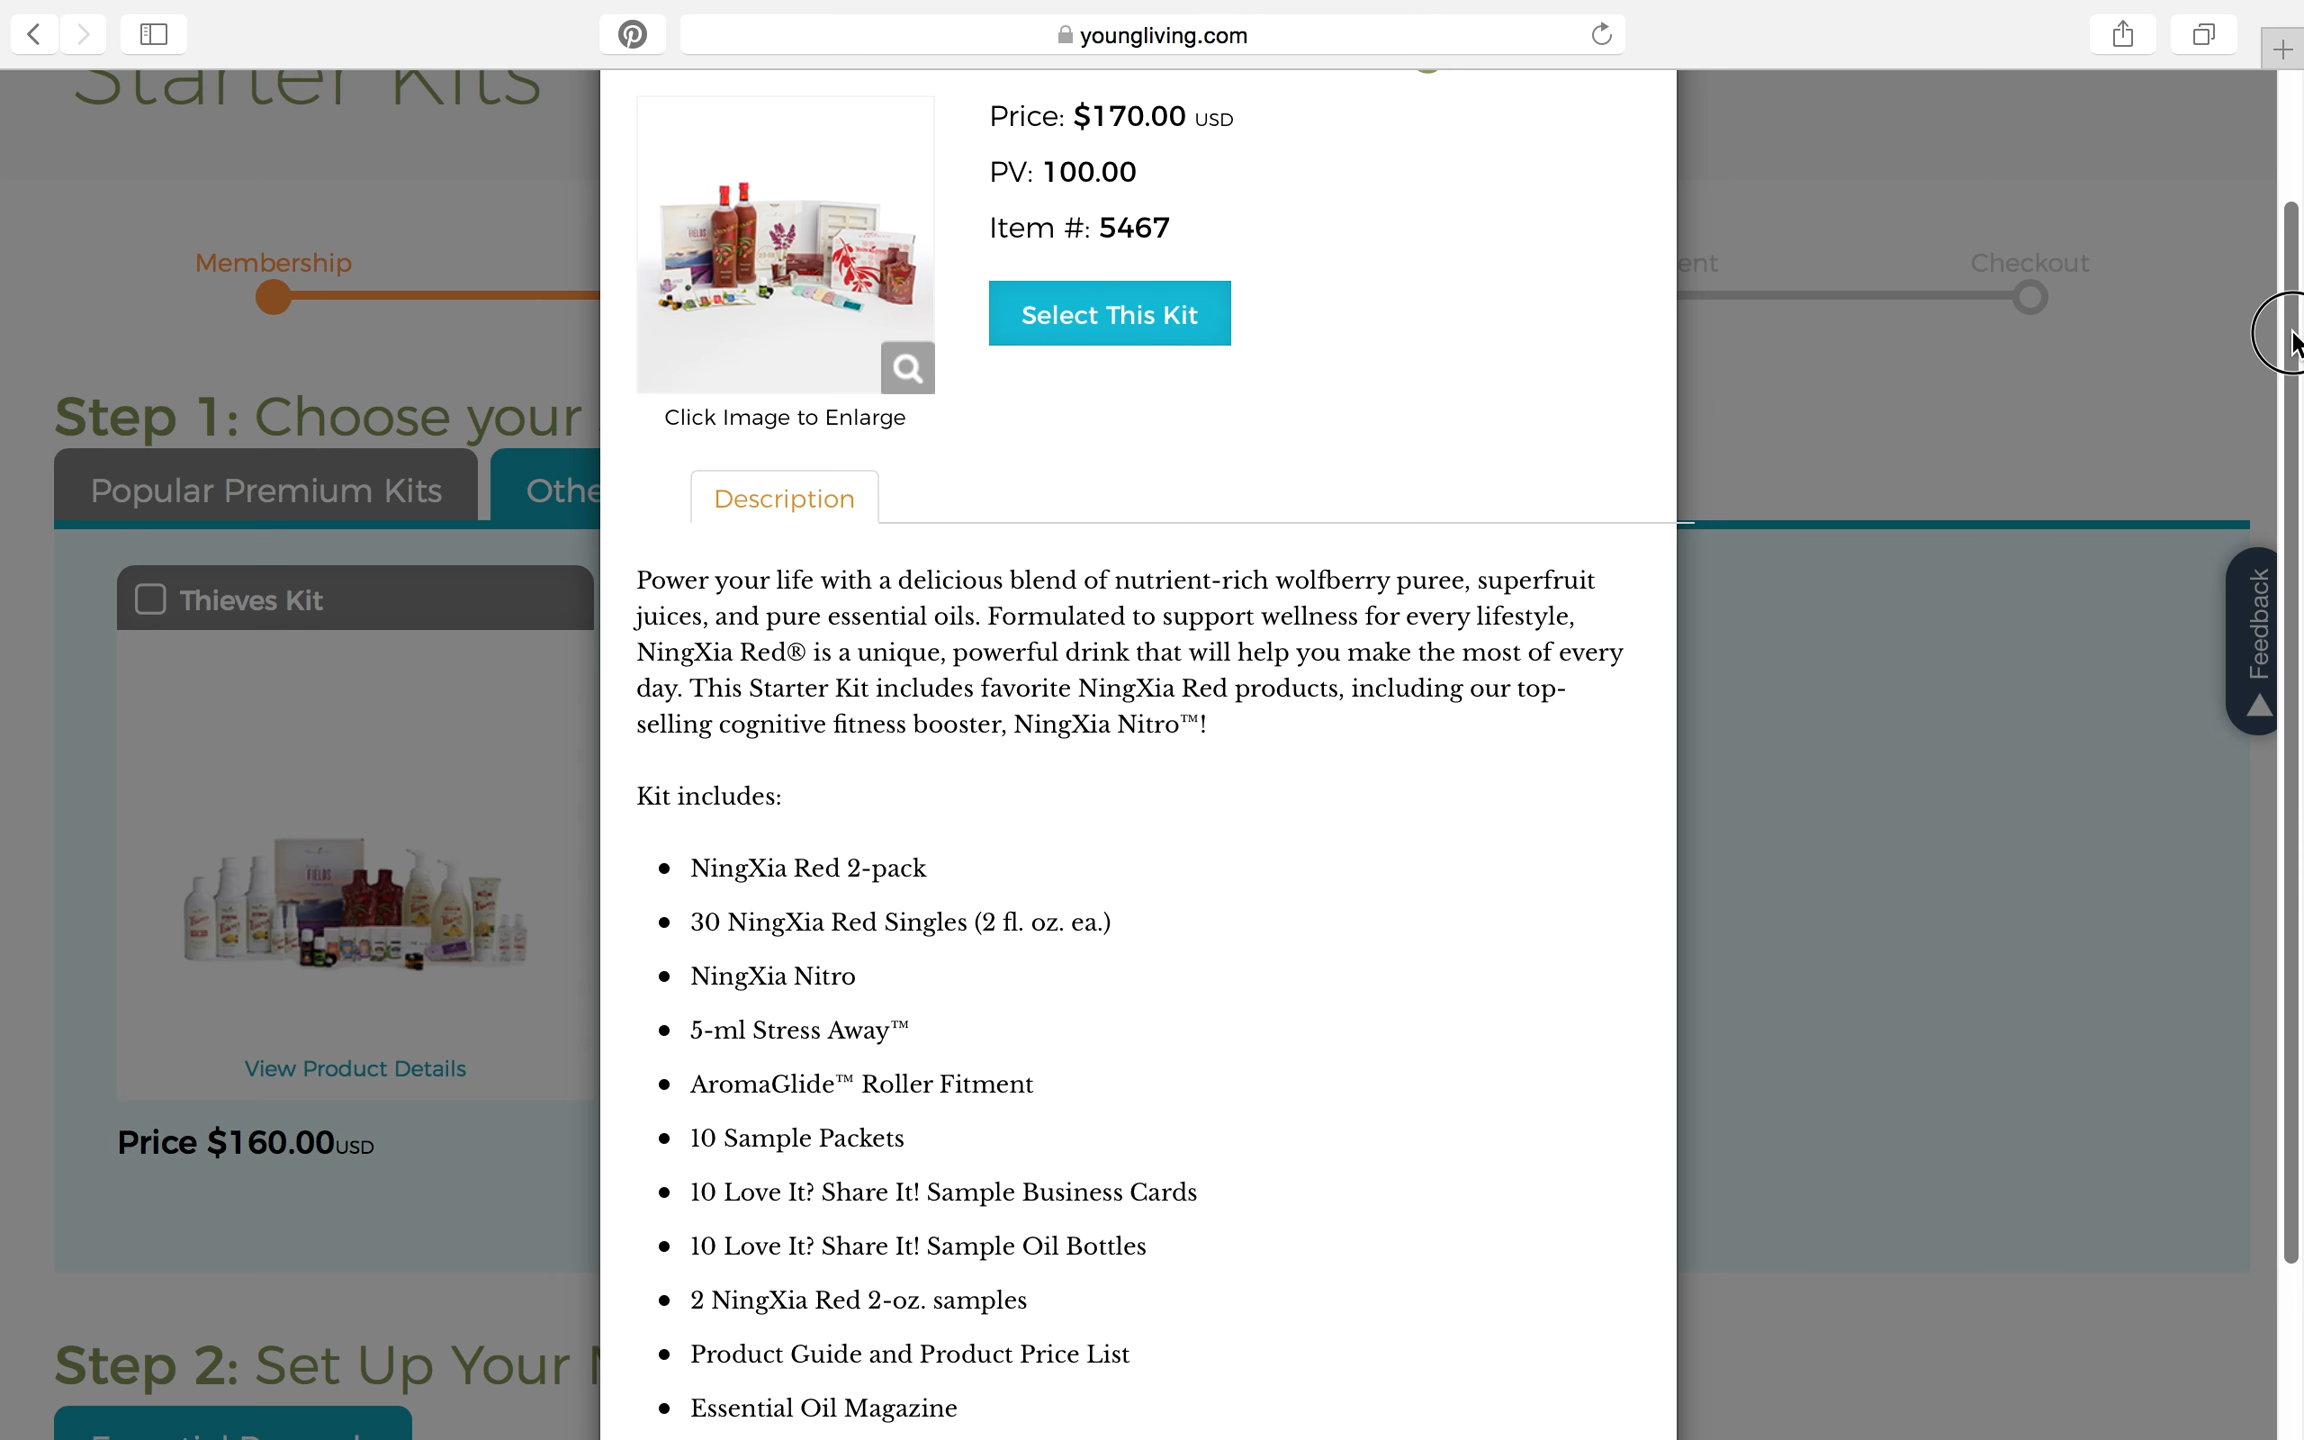 youngliving.com
Starter Kits
Price: $170.00 USD
PV: 100.00
Item #: 5467
Select This Kit
Click Image to Enlarge
Membership
Checkout
Step 1: Choose your
Popular Premium Kits
Description
Thieves Kit
Power your life with a delicious blend of nutrient-rich wolfberry puree, superfruit
juices, and pure essential oils. Formulated to support wellness for every lifestyle,
NingXia Red® is a unique, powerful drink that will help you make the most of every
day. This Starter Kit includes favorite NingXia Red products, including our top-
selling cognitive fitness booster, NingXia Nitro™!
Feedback
Kit includes:
NingXia Red 2-pack
30 NingXia Red Singles (2 fl. oz. ea.)
NingXia Nitro
5-ml Stress Away™
AromaGlide™ Roller Fitment
10 Sample Packets
10 Love It? Share It! Sample Business Cards
10 Love It? Share It! Sample Oil Bottles
2 NingXia Red 2-oz. samples
Product Guide and Product Price List
Essential Oil Magazine
View Product Details
Price $160.00USD
Step 2: Set Up Your